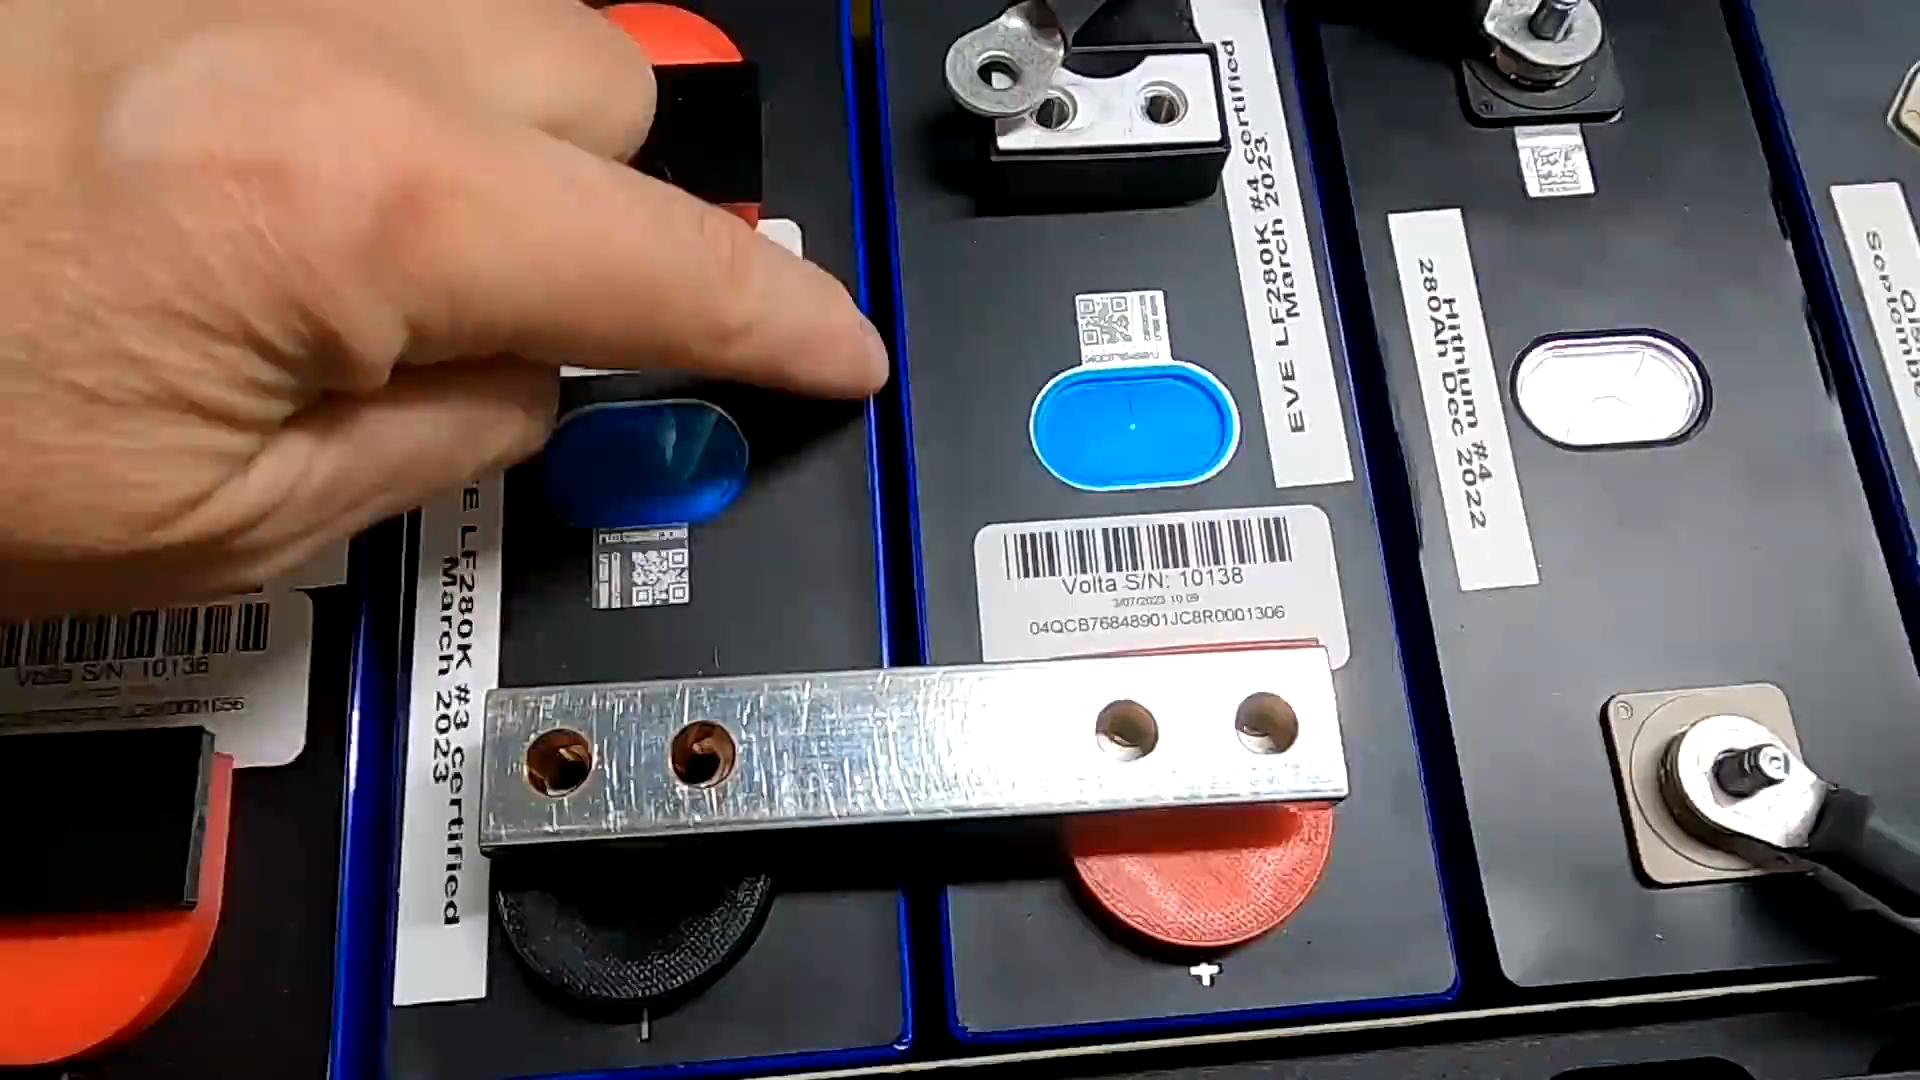 Volta S/N: 10136
E LF280K #3 certified
March 2023
EVE LF280K #4 certified
March 2023
Volta S/N: 10138
3/07/2023 10:09
04QCB76848901JC8R0001306
+
Hithium #4
280Ah Dec 2022